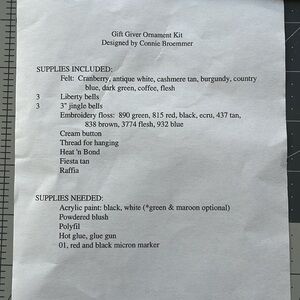 Gift Giver Ornament Kit
Designed by Connie Broemmer
SUPPLIES INCLUDED:
Felt: Cranberry, antique white, cashmere tan, burgundy, country
blue, dark green, coffee, flesh
3 Liberty bells
3 3" jingle bells
Embroidery floss: 890 green, 815 red, black, ecru, 437 tan,
838 brown, 3774 flesh, 932 blue
Cream button
Thread for hanging
Heat 'n Bond
Fiesta tan
Raffia
SUPPLIES NEEDED:
Acrylic paint: black, white (*green & maroon optional)
Powdered blush
Polyfil
Hot glue, glue gun
01, red and black micron marker